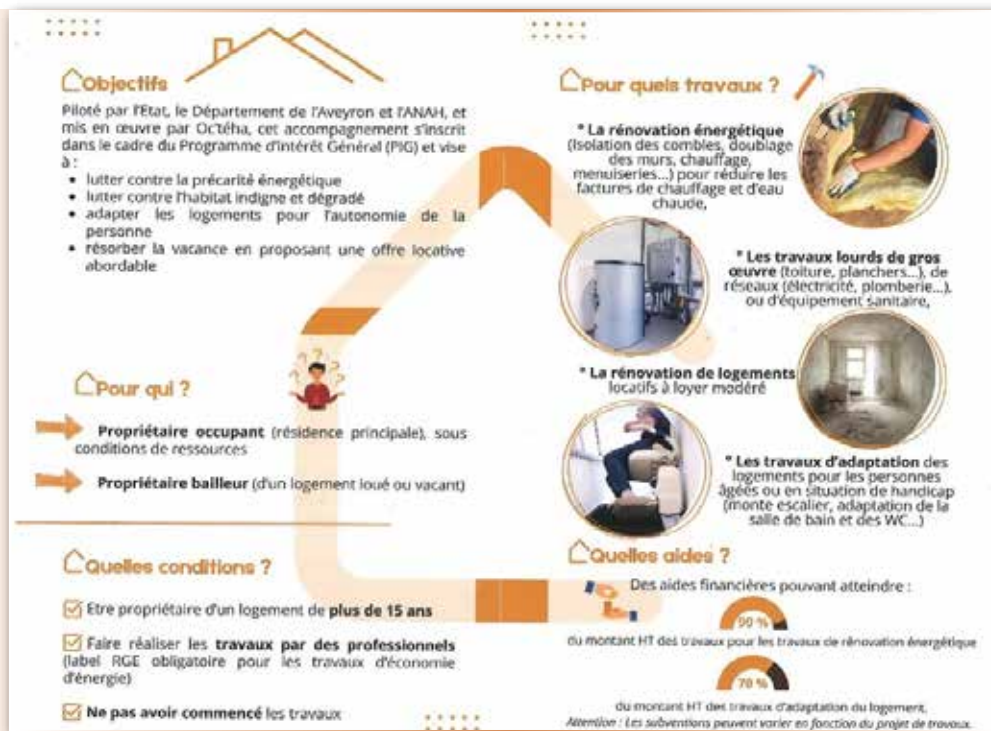 Objectifs
Piloté par l'Etat, le Département de l'Aveyron et l'ANAH, et
mis en œuvre par Oc'téha, cet accompagnement s'inscrit
dans le cadre du Programme d'Intérêt Général (PIG) et vise
à :
• lutter contre la précarité énergétique
• lutter contre l'habitat indigne et dégradé
• adapter les logements pour l'autonomie de la
personne
• résorber la vacance en proposant une offre locative
abordable
Pour qui ?
Propriétaire occupant (résidence principale), sous
conditions de ressources
Propriétaire bailleur (d'un logement loué ou vacant)
Quelles conditions ?
Etre propriétaire d'un logement de plus de 15 ans
Faire réaliser les travaux par des professionnels
(label RGE obligatoire pour les travaux d'économie
d'énergie)
Ne pas avoir commencé les travaux
Pour quels travaux ?
* La rénovation énergétique
(Isolation des combles, doublage
des murs, chauffage,
menuiseries...) pour réduire les
factures de chauffage et d'eau
chaude,
* Les travaux lourds de gros
œuvre (toiture, planchers...), de
réseaux (électricité, plomberie...),
ou d'équipement sanitaire,
* La rénovation de logements
locatifs à loyer modéré
* Les travaux d'adaptation des
logements pour les personnes
âgées ou en situation de handicap
(monte escalier, adaptation de la
salle de bain et des WC...)
Quelles aides ?
Des aides financières pouvant atteindre :
90 %
du montant HT des travaux pour les travaux de rénovation énergétique
70 %
du montant HT des travaux d'adaptation du logement,
Attention : Les subventions peuvent varier en fonction du projet de travaux.